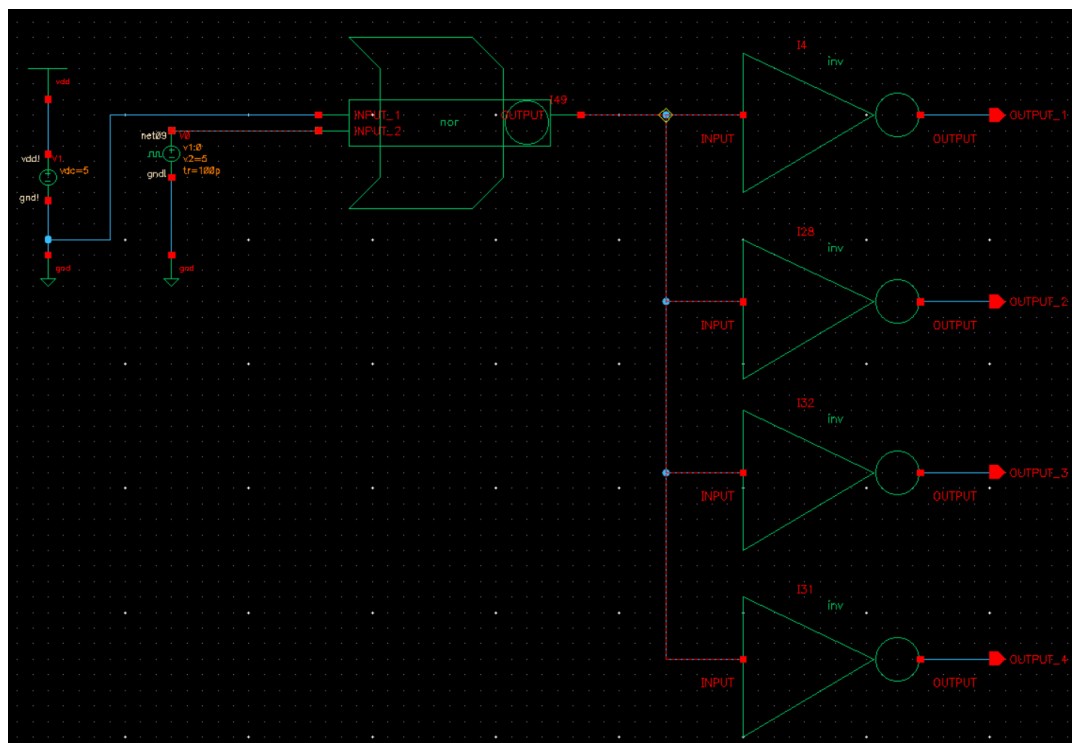 vdd
vdd!
V1
vdc=5
gnd!
gnd
net09
V0
v1:0
v2=5
tr=100p
gnd!
gnd
I49
INPUT_1
INPUT_2
nor
OUTPUT
I4
inv
INPUT
OUTPUT
OUTPUT_1
I28
inv
INPUT
OUTPUT
OUTPUT_2
I32
inv
INPUT
OUTPUT
OUTPUT_3
I31
inv
INPUT
OUTPUT
OUTPUT_4